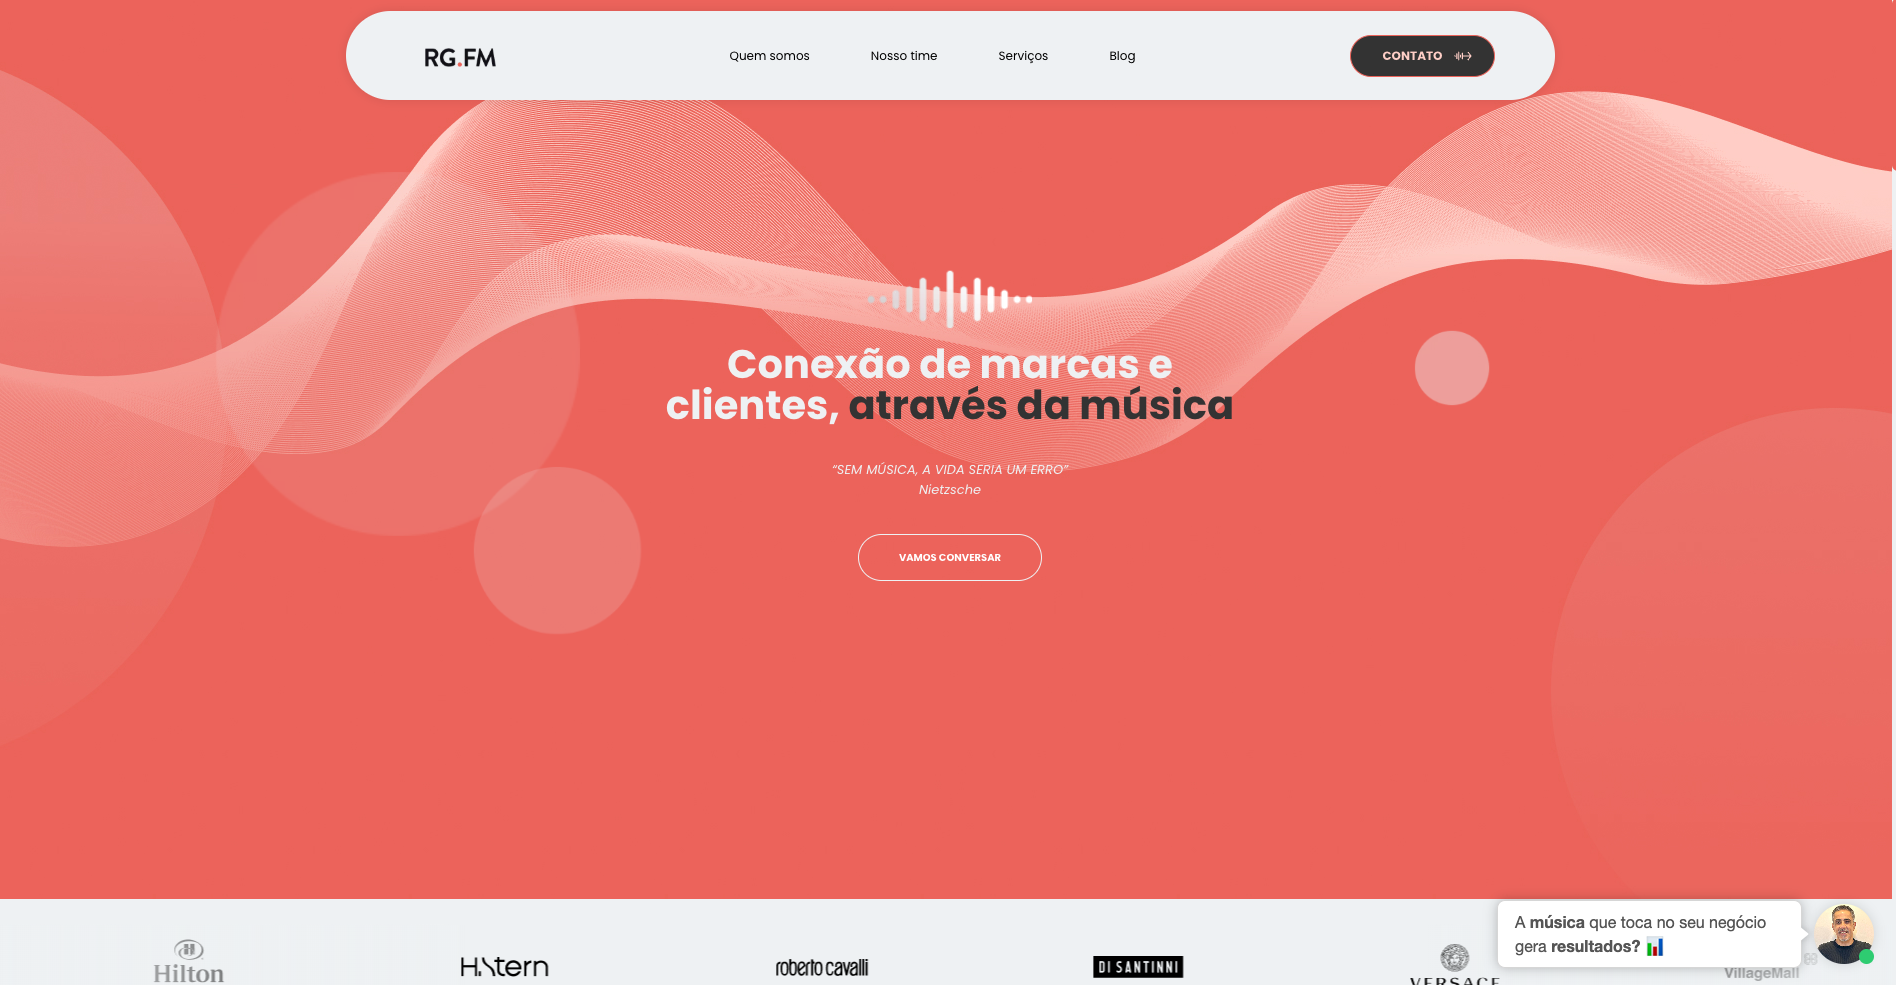 RG.FM
Quem somos
Nosso time
Serviços
Blog
CONTATO
Conexão de marcas e
clientes, através da música
“SEM MÚSICA, A VIDA SERIA UM ERRO”
Nietzsche
VAMOS CONVERSAR
A música que toca no seu negócio
gera resultados?
Hilton
H.Stern
roberto cavalli
DI SANTINNI
VERSACE
VillageMall